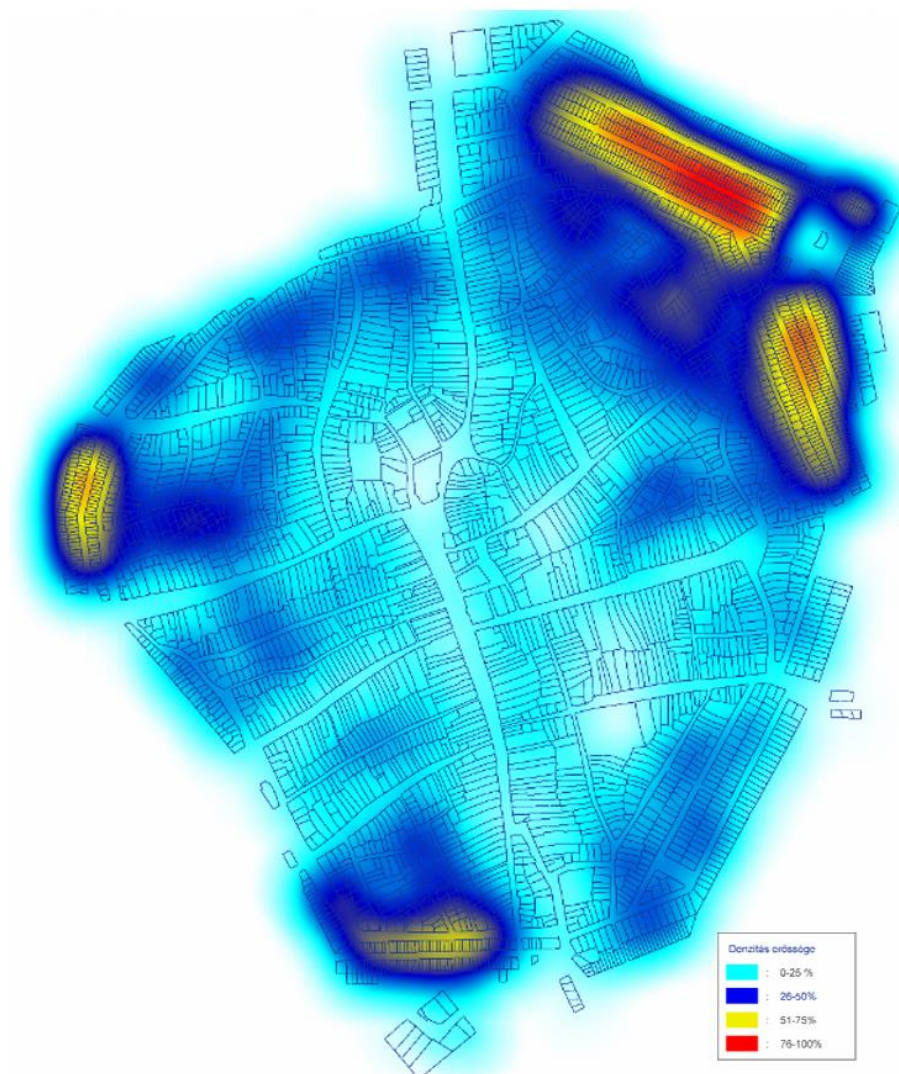 Denzitás erőssége
: 0-25 %
: 26-50%
: 51-75%
: 76-100%